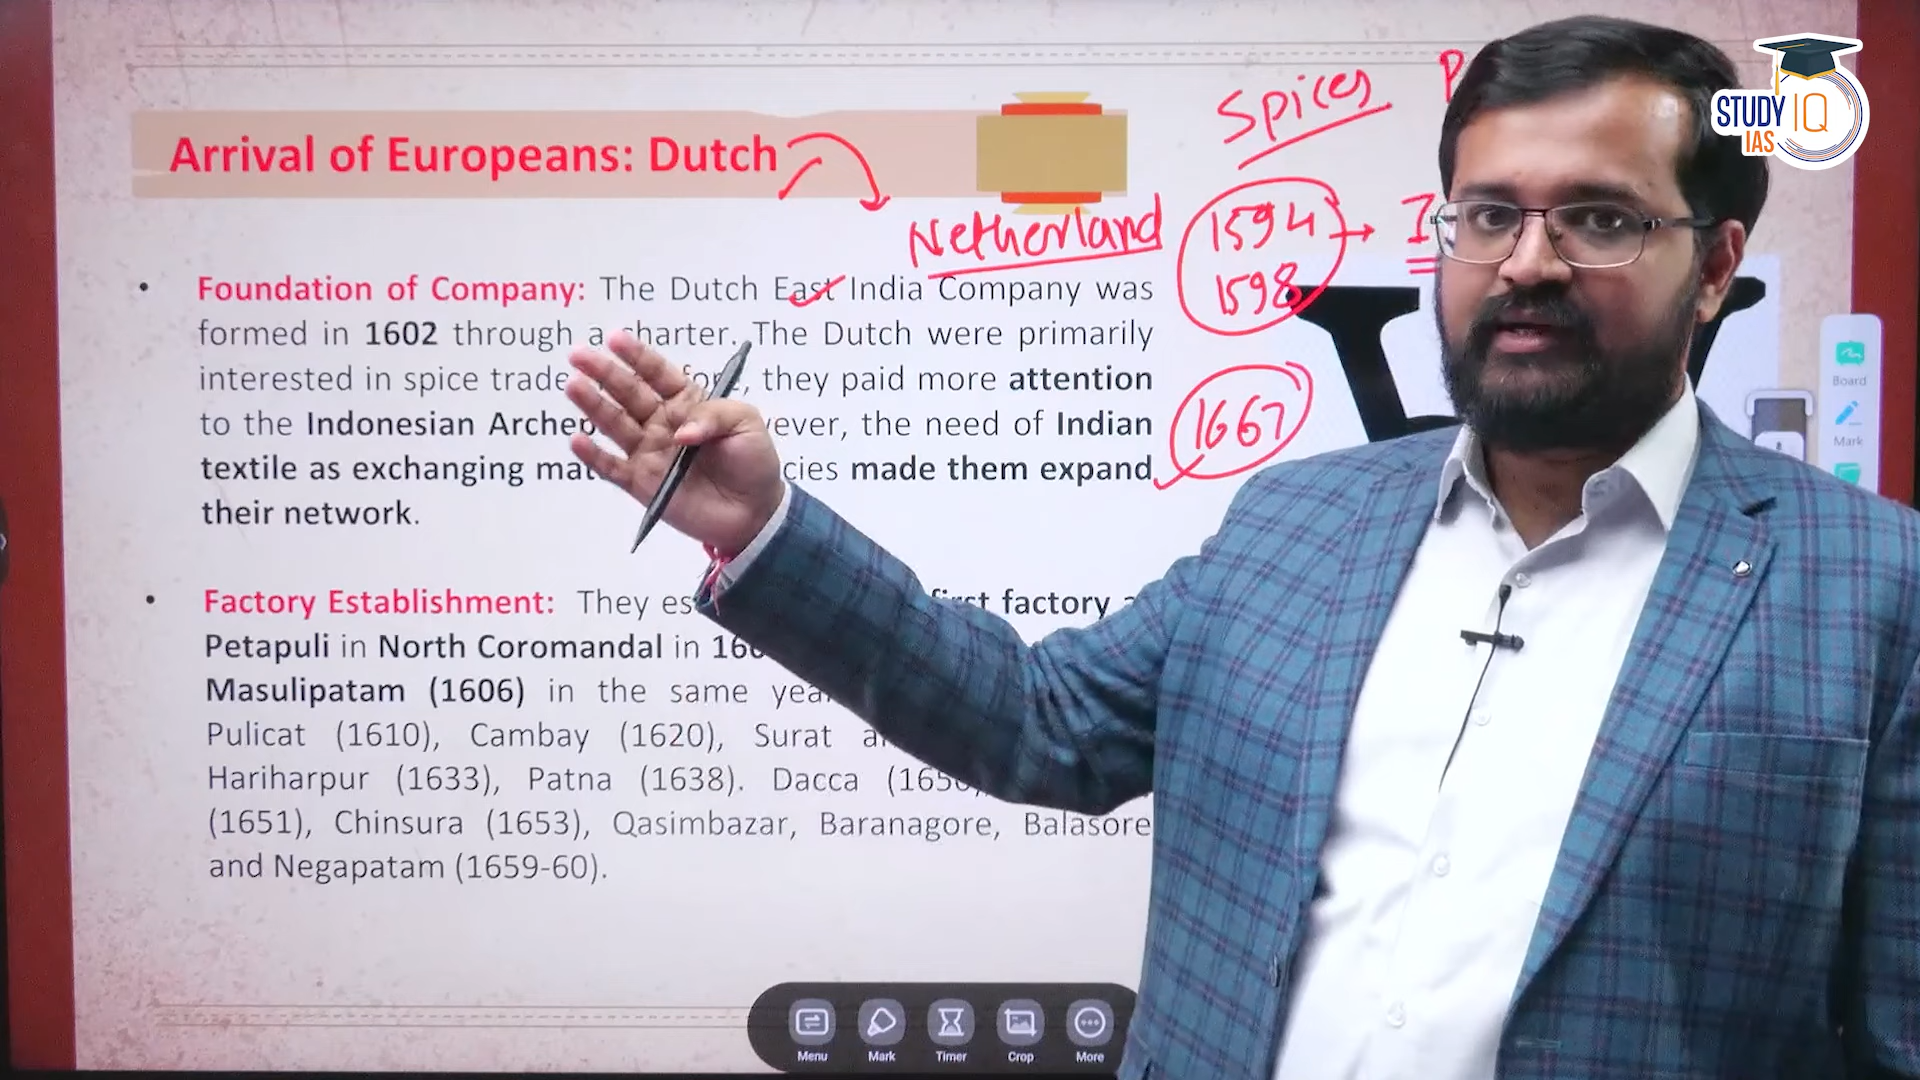 Spices P
STUDY IQ
IAS
Arrival of Europeans: Dutch
Netherland
1594 → I
1598
• Foundation of Company: The Dutch East India Company was
formed in 1602 through a charter. The Dutch were primarily
interested in spice trade, they paid more attention
to the Indonesian the need of Indian
textile as exchanging made them expand
their network.
1667
Board
Mark
• Factory Establishment: They first factory
Petapuli in North Coromandal in
Masulipatam (1606) in the same
Pulicat (1610), Cambay (1620), Surat
Hariharpur (1633), Patna (1638). Dacca
(1651), Chinsura (1653), Qasimbazar, Baranagore, Balasore
and Negapatam (1659-60).
Menu Mark Timer Crop More